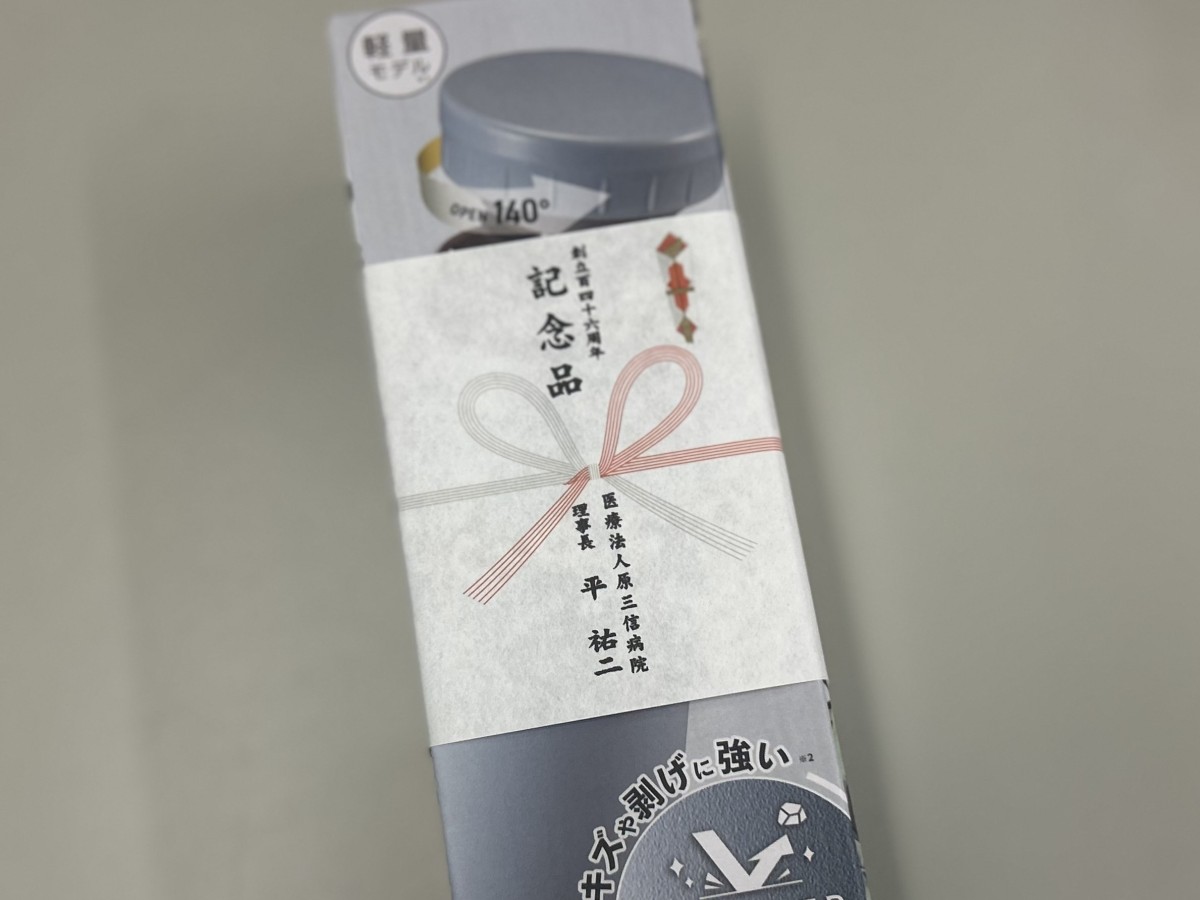 軽量
モデル
OPEN 140°
創立百四十六周年
記念品
医療法人原三信病院
理事長 平 祐二
キズや剥げに強い ※2